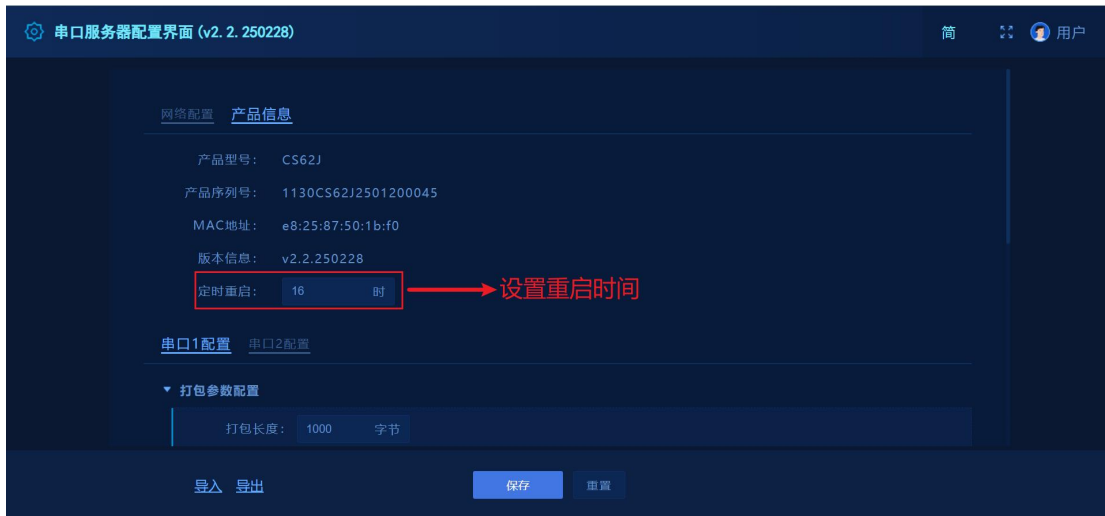 串口服务器配置界面 (v2.2.250228) 简 用户
网络配置 产品信息
产品型号: CS62J
产品序列号: 1130CS62J2501200045
MAC地址: e8:25:87:50:1b:f0
版本信息: v2.2.250228
定时重启: 16 时 设置重启时间
串口1配置 串口2配置
打包参数配置
打包长度: 1000 字节
导入 导出 保存 重置